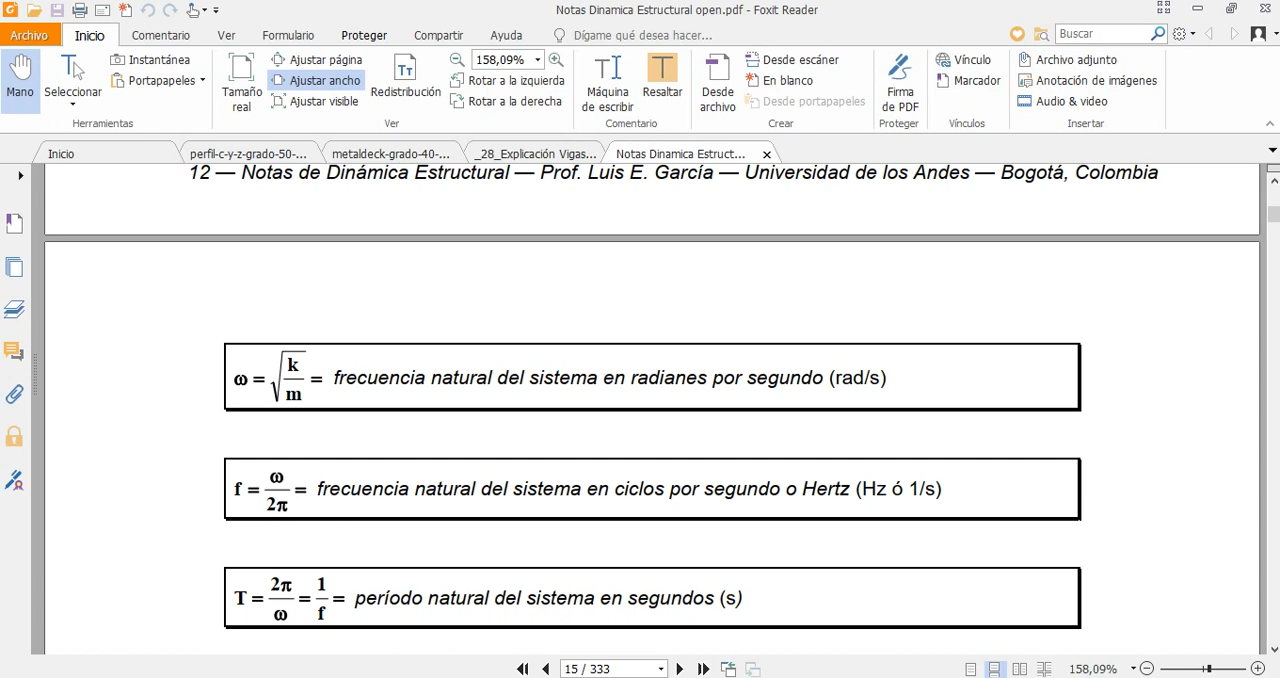 Notas Dinamica Estructural open.pdf - Foxit Reader
Archivo Inicio Comentario Ver Formulario Proteger Compartir Ayuda Dígame qué desea hacer... Buscar
Mano
Seleccionar
Instantánea
Portapapeles
Herramientas
Tamaño real
Ajustar página
Ajustar ancho
Ajustar visible
Redistribución
158,09%
Rotar a la izquierda
Rotar a la derecha
Ver
Máquina de escribir
Resaltar
Comentario
Desde archivo
Desde escáner
En blanco
Desde portapapeles
Crear
Firma de PDF
Proteger
Vínculo
Marcador
Vínculos
Archivo adjunto
Anotación de imágenes
Audio & video
Insertar
Inicio perfil-c-y-z-grado-50-... metaldeck-grado-40-... _28_Explicación Vigas... Notas Dinamica Estruct...
12 — Notas de Dinámica Estructural — Prof. Luis E. García — Universidad de los Andes — Bogotá, Colombia
ω = √(k/m) = frecuencia natural del sistema en radianes por segundo (rad/s)
f = ω/2π = frecuencia natural del sistema en ciclos por segundo o Hertz (Hz ó 1/s)
T = 2π/ω = 1/f = período natural del sistema en segundos (s)
15 / 333 158,09%